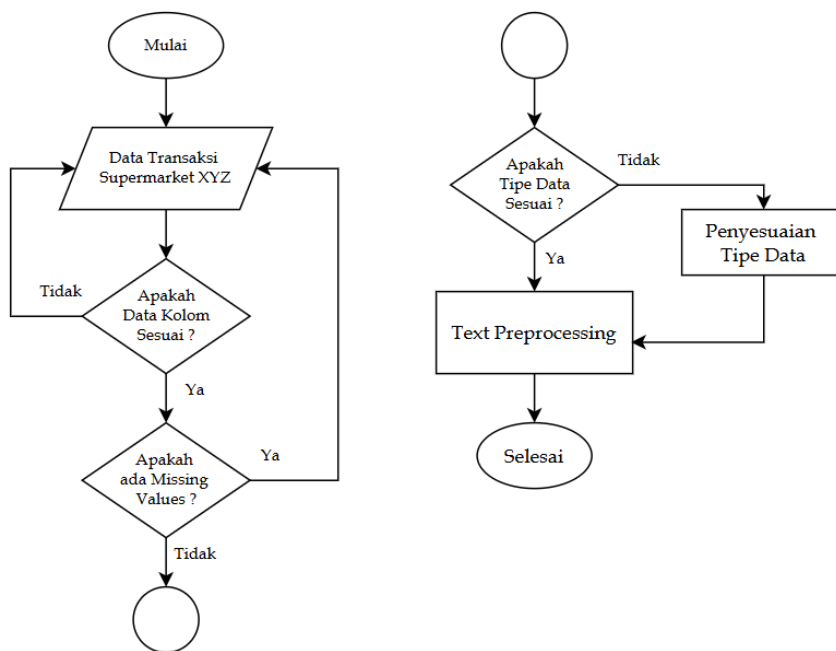 Mulai
Data Transaksi
Supermarket XYZ
Tidak
Apakah
Data Kolom
Sesuai ?
Ya
Apakah
ada Missing
Values ?
Ya
Tidak
Apakah
Tipe Data
Sesuai ?
Tidak
Penyesuaian
Tipe Data
Ya
Text Preprocessing
Selesai